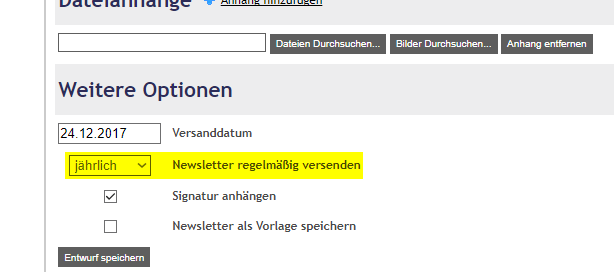 Dateianhänge Anhang hinzufügen
Dateien Durchsuchen... Bilder Durchsuchen... Anhang entfernen
Weitere Optionen
24.12.2017 Versanddatum
jährlich Newsletter regelmäßig versenden
Signatur anhängen
Newsletter als Vorlage speichern
Entwurf speichern